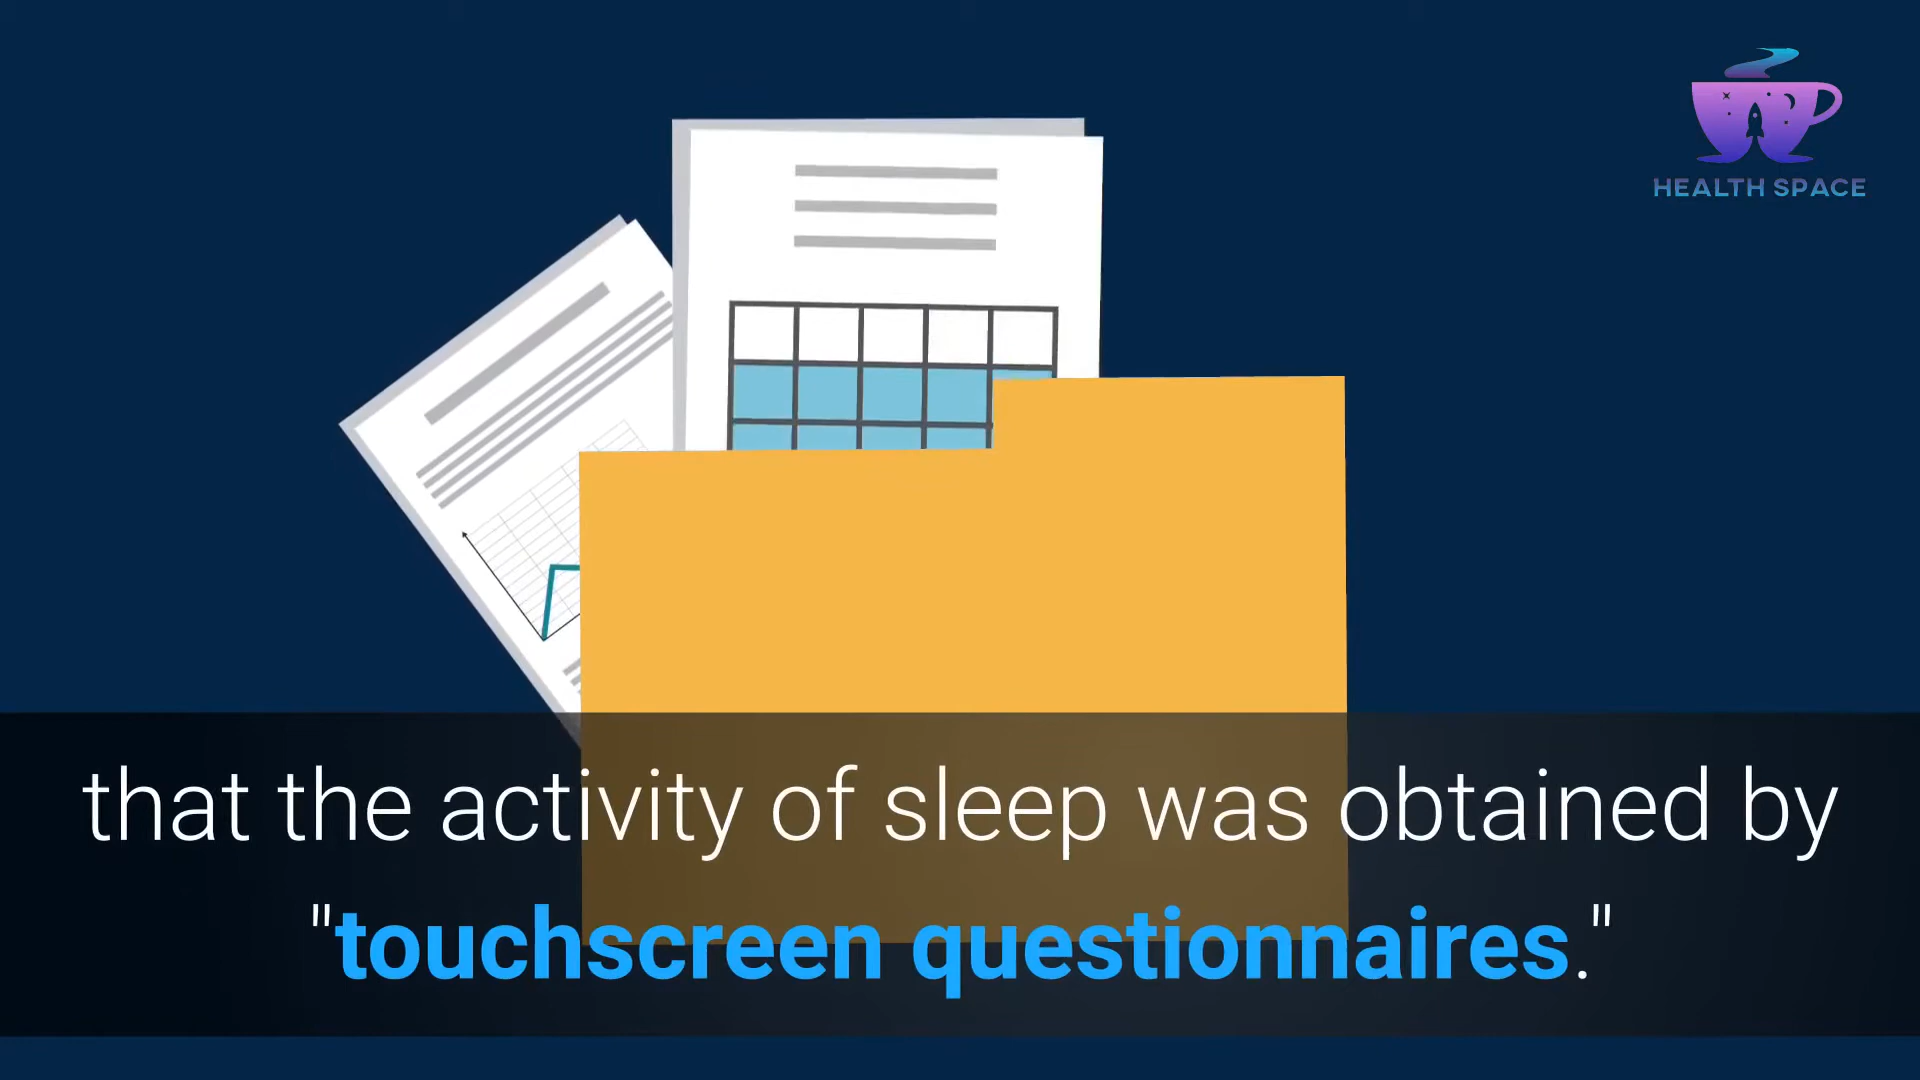 HEALTH SPACE
that the activity of sleep was obtained by
"touchscreen questionnaires."